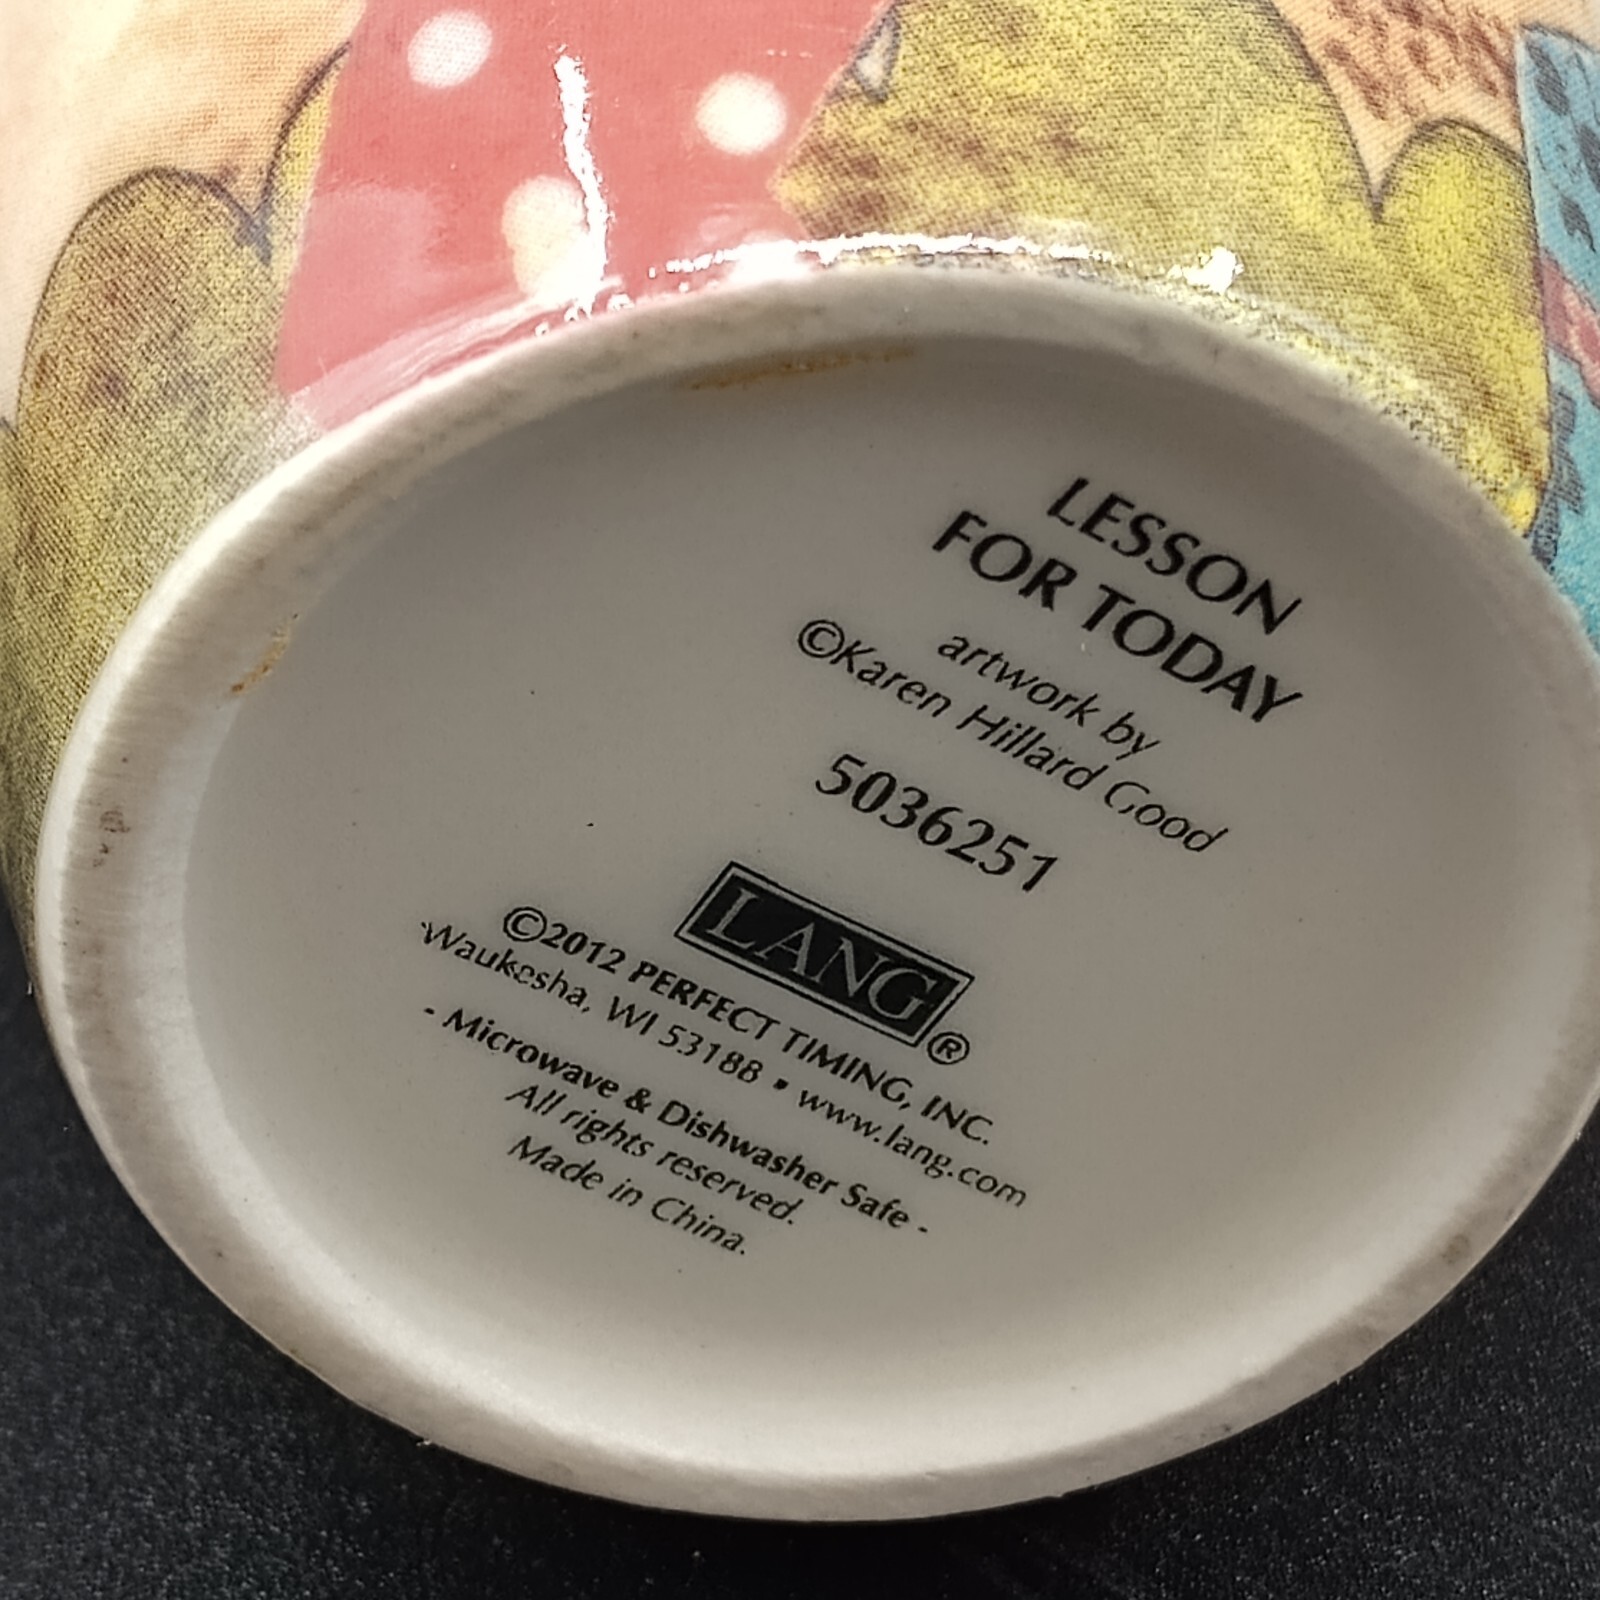 LESSON
FOR TODAY
artwork by
©Karen Hillard Good
5036251
LANG®
©2012 PERFECT TIMING, INC.
Waukesha, WI 53188 • www.lang.com
- Microwave & Dishwasher Safe -
All rights reserved.
Made in China.